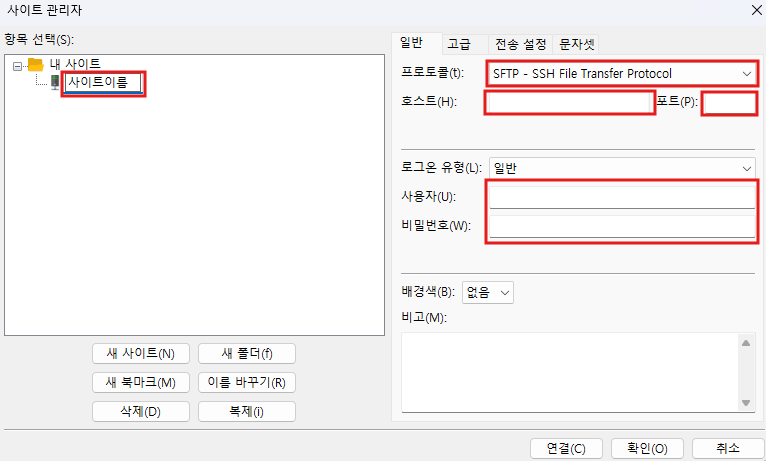 사이트 관리자
항목 선택(S):
내 사이트
사이트이름
새 사이트(N)
새 폴더(f)
새 북마크(M)
이름 바꾸기(R)
삭제(D)
복제(i)
일반
고급
전송 설정
문자셋
프로토콜(t):
SFTP - SSH File Transfer Protocol
호스트(H):
포트(P):
로그온 유형(L):
일반
사용자(U):
비밀번호(W):
배경색(B):
없음
비고(M):
연결(C)
확인(O)
취소